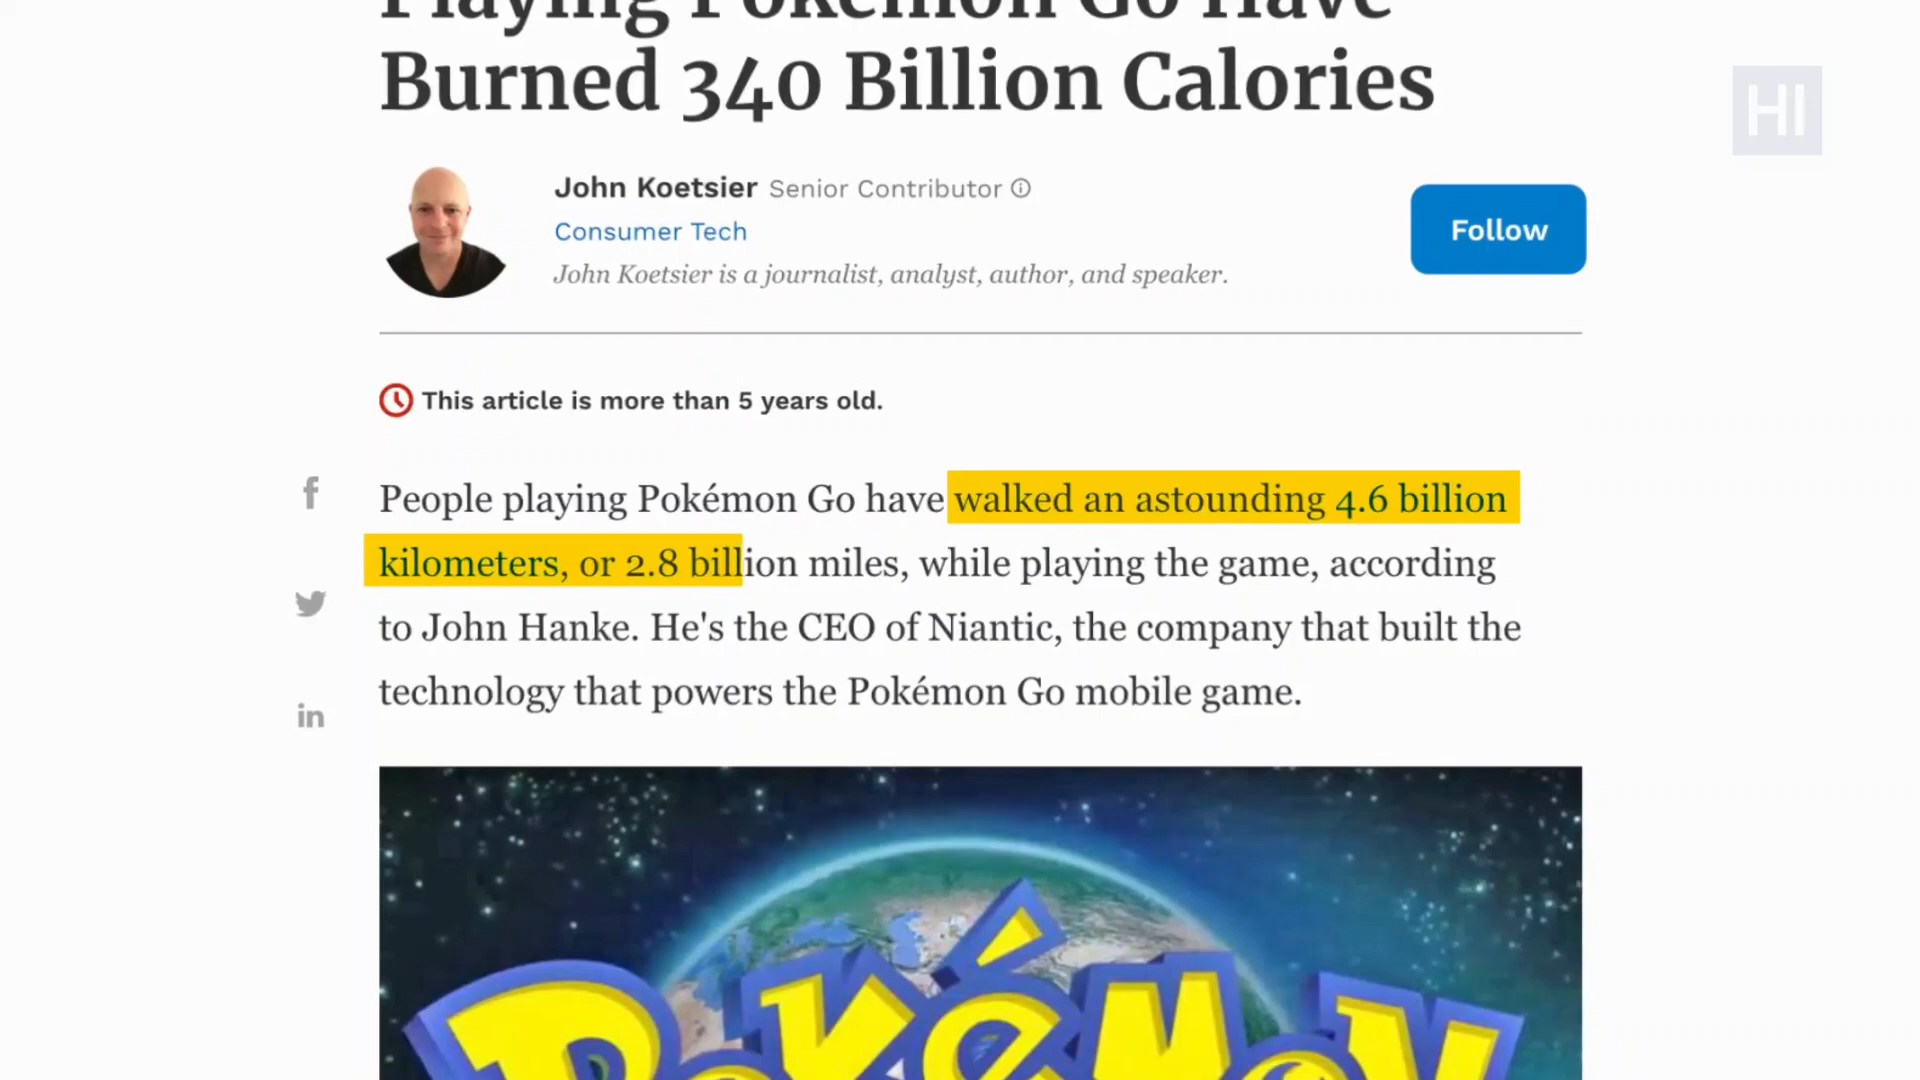 Playing Pokémon Go Have
Burned 340 Billion Calories
HI
John Koetsier Senior Contributor
Consumer Tech
John Koetsier is a journalist, analyst, author, and speaker.
Follow
This article is more than 5 years old.
People playing Pokémon Go have walked an astounding 4.6 billion
kilometers, or 2.8 billion miles, while playing the game, according
to John Hanke. He's the CEO of Niantic, the company that built the
technology that powers the Pokémon Go mobile game.
f
in
Pokémon